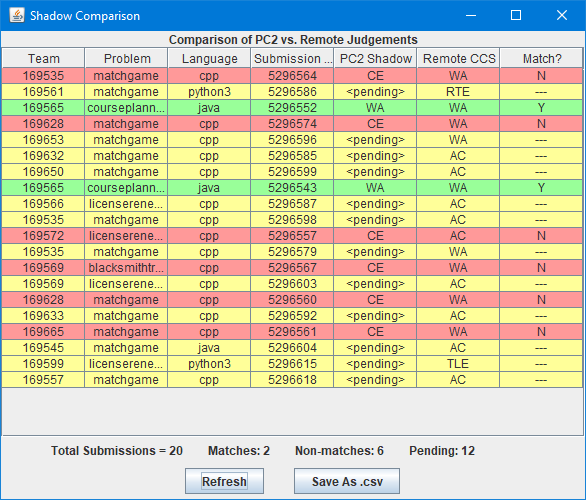 Shadow Comparison
Comparison of PC2 vs. Remote Judgements
Team Problem Language Submission ... PC2 Shadow Remote CCS Match?
169535 matchgame cpp 5296564 CE WA N
169561 matchgame python3 5296586 <pending> RTE ---
169565 courseplann... java 5296552 WA WA Y
169628 matchgame cpp 5296574 CE WA N
169653 matchgame cpp 5296596 <pending> WA ---
169632 matchgame cpp 5296585 <pending> AC ---
169650 matchgame cpp 5296599 <pending> AC ---
169565 courseplann... java 5296543 WA WA Y
169566 licenserene... cpp 5296587 <pending> AC ---
169535 matchgame cpp 5296598 <pending> AC ---
169572 licenserene... cpp 5296557 CE AC N
169535 matchgame cpp 5296579 <pending> WA ---
169569 blacksmithtr... cpp 5296567 CE WA N
169569 licenserene... cpp 5296603 <pending> AC ---
169628 matchgame cpp 5296560 CE WA N
169633 matchgame cpp 5296592 <pending> AC ---
169665 matchgame cpp 5296561 CE WA N
169545 matchgame java 5296604 <pending> AC ---
169599 licenserene... python3 5296615 <pending> TLE ---
169557 matchgame cpp 5296618 <pending> AC ---
Total Submissions = 20 Matches: 2 Non-matches: 6 Pending: 12
Refresh Save As .csv